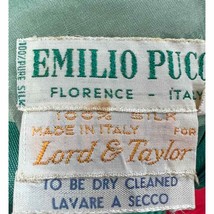 100% PURE SILK
EMILIO PUCC
FLORENCE - ITALY
100% SILK
MADE IN ITALY FOR
Lord & Taylor
TO BE DRY CLEANED
LAVARE A SECCO